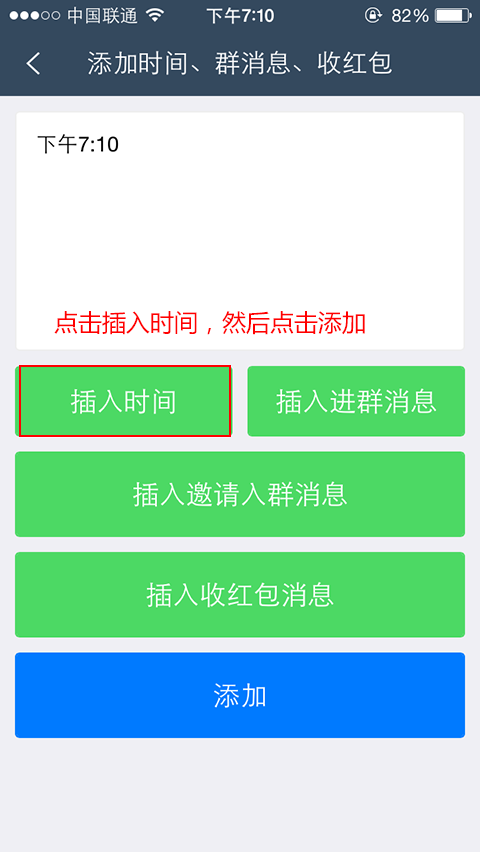 中国联通 下午7:10 82%
添加时间、群消息、收红包
下午7:10
点击插入时间，然后点击添加
插入时间 插入进群消息
插入邀请入群消息
插入收红包消息
添加